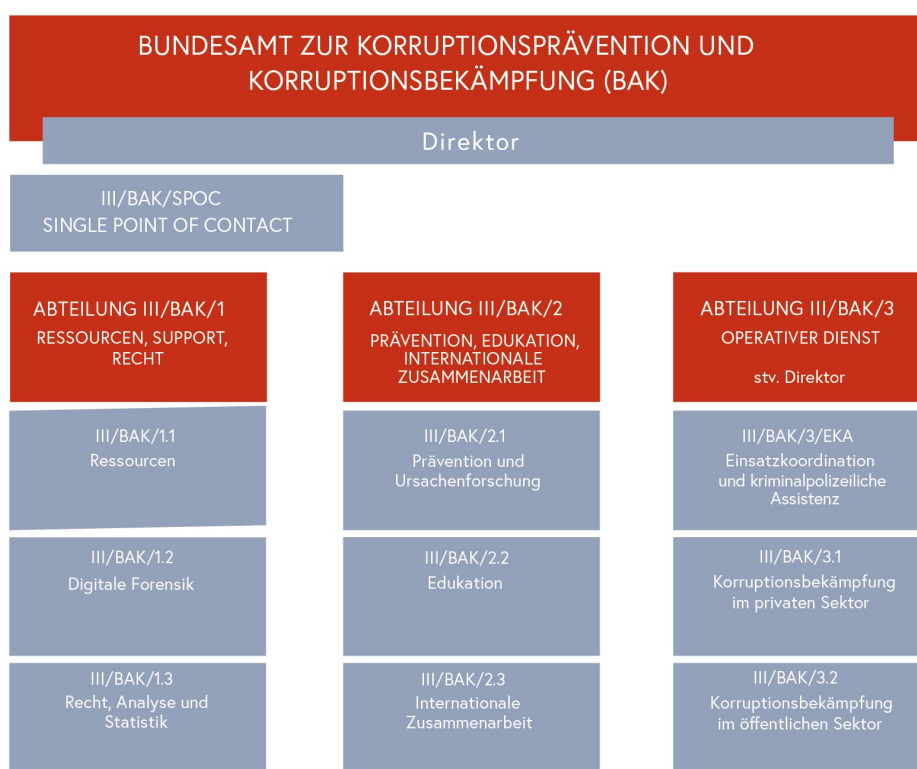 BUNDESAMT ZUR KORRUPTIONSPRÄVENTION UND
KORRUPTIONSBEKÄMPFUNG (BAK)
Direktor
III/BAK/SPOC
SINGLE POINT OF CONTACT
ABTEILUNG III/BAK/1
RESSOURCEN, SUPPORT,
RECHT
III/BAK/1.1
Ressourcen
III/BAK/1.2
Digitale Forensik
III/BAK/1.3
Recht, Analyse und
Statistik
ABTEILUNG III/BAK/2
PRÄVENTION, EDUKATION,
INTERNATIONALE
ZUSAMMENARBEIT
III/BAK/2.1
Prävention und
Ursachenforschung
III/BAK/2.2
Edukation
III/BAK/2.3
Internationale
Zusammenarbeit
ABTEILUNG III/BAK/3
OPERATIVER DIENST
stv. Direktor
III/BAK/3/EKA
Einsatzkoordination
und kriminalpolizeiliche
Assistenz
III/BAK/3.1
Korruptionsbekämpfung
im privaten Sektor
III/BAK/3.2
Korruptionsbekämpfung
im öffentlichen Sektor